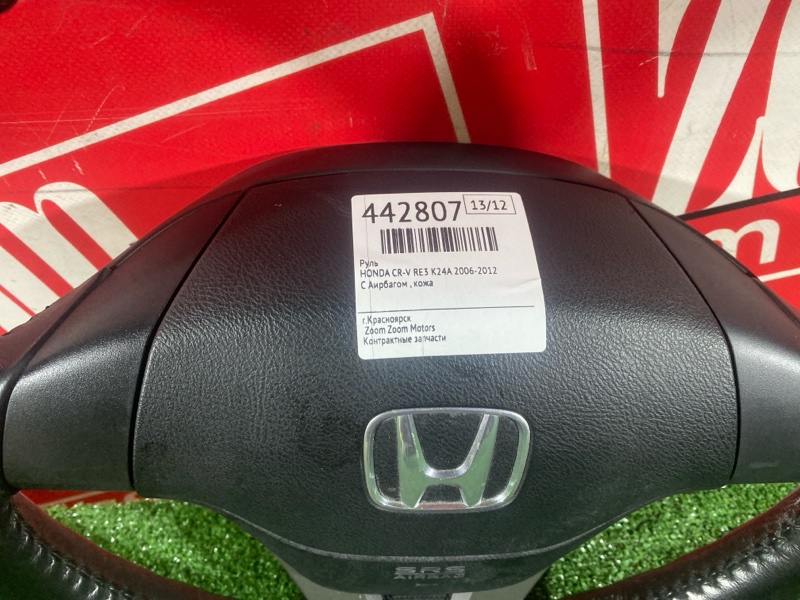 442807 13/12
Руль
HONDA CR-V RE3 K24A 2006-2012
С Аирбагом , кожа
г.Красноярск
Zoom Zoom Motors
Контрактные запчасти
SRS
AIRBAG